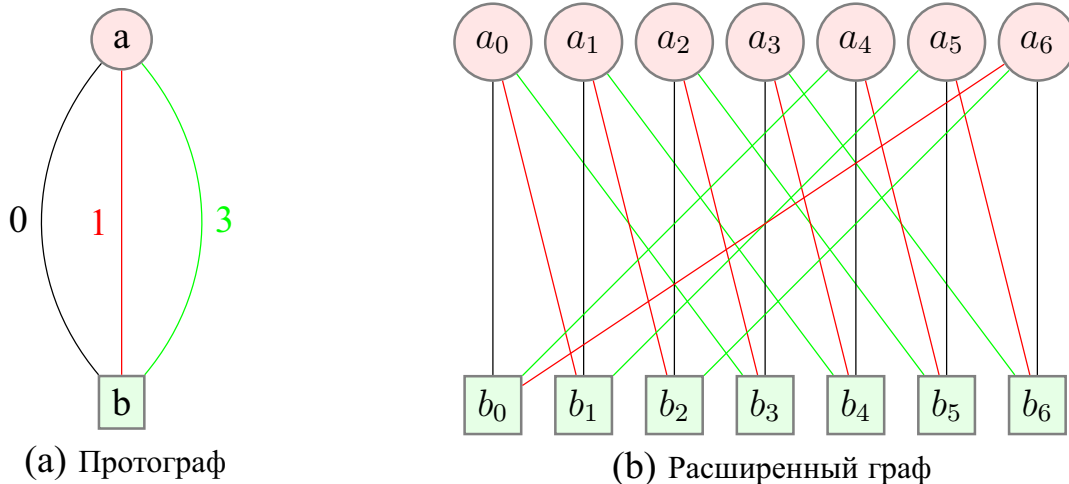 a
0 1 3
b
(a) Протограф
a₀ a₁ a₂ a₃ a₄ a₅ a₆
b₀ b₁ b₂ b₃ b₄ b₅ b₆
(b) Расширенный граф